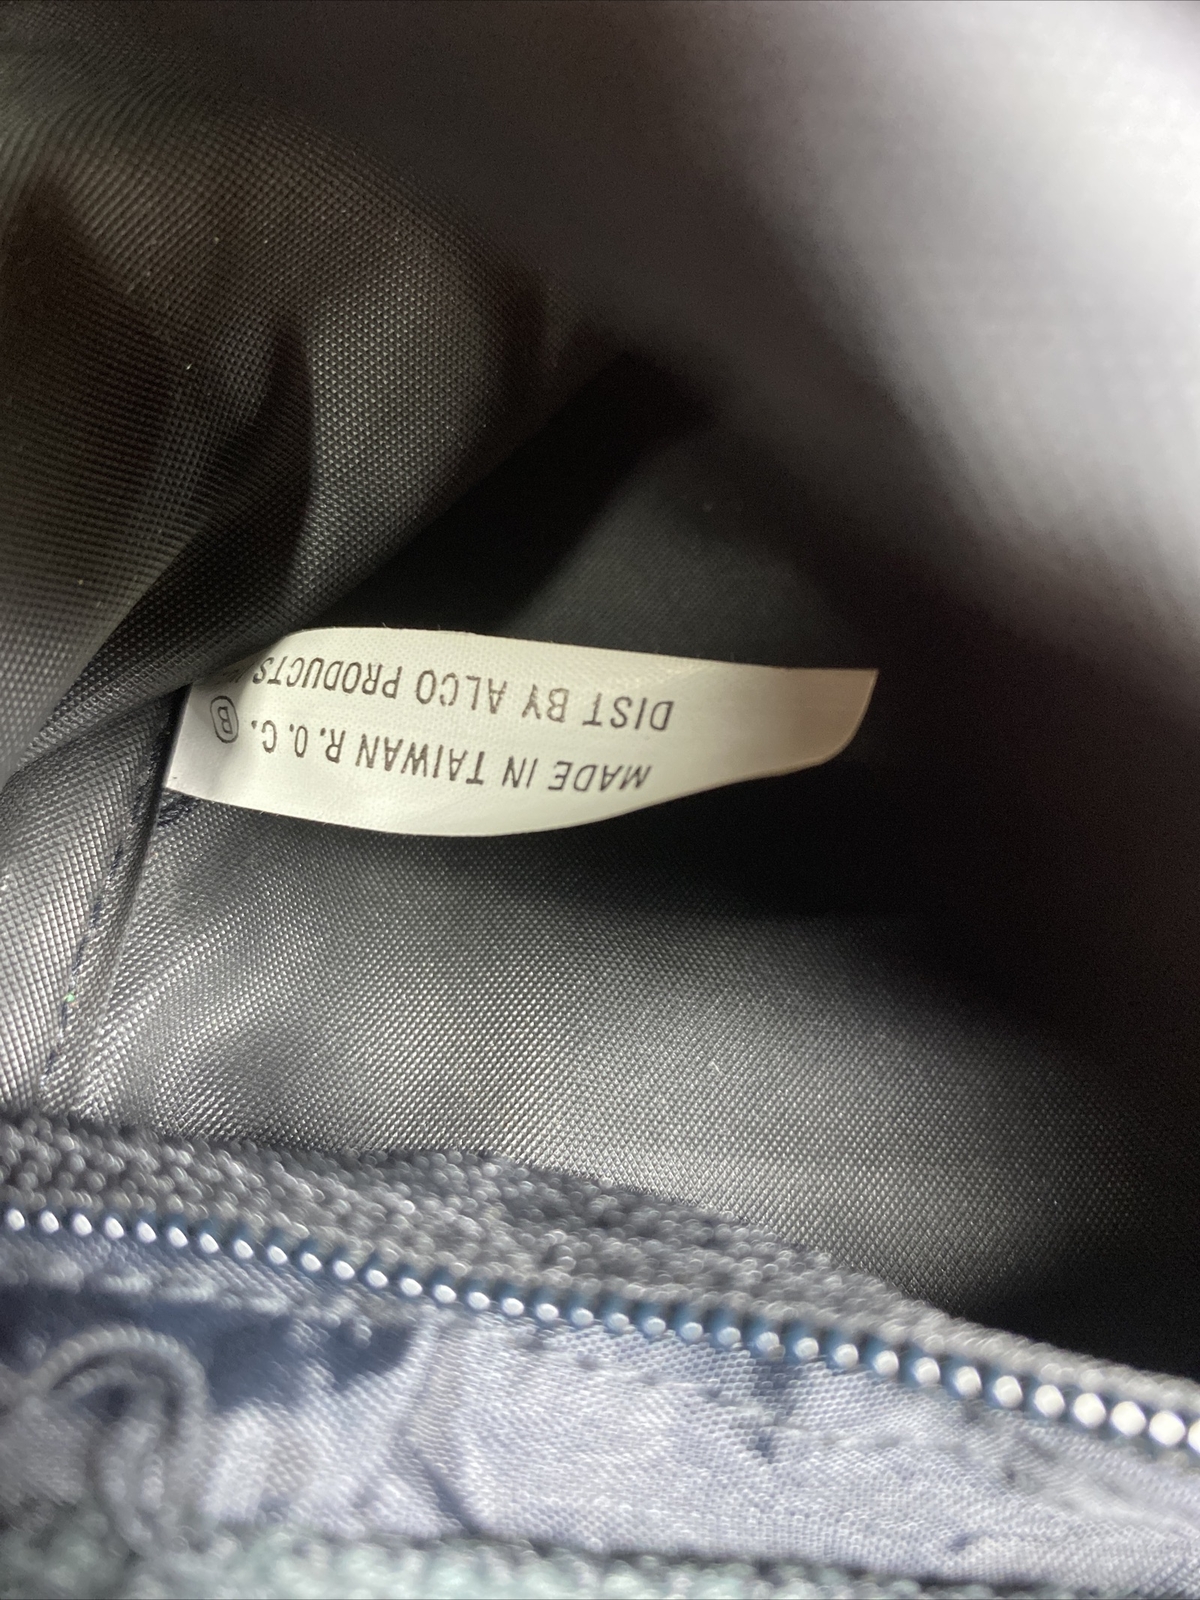 MADE IN TAIWAN R.O.C. B
DIST BY ALCO PRODUCTS